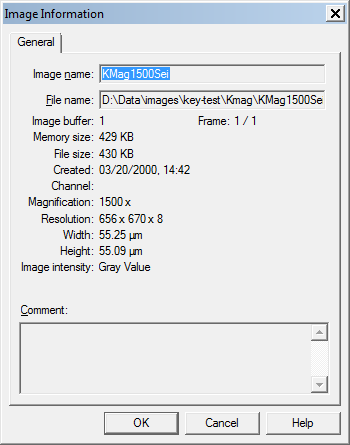 Image Information
General
Image name: KMag1500Sei
File name: D:\Data\images\key-test\Kmag\KMag1500Sei
Image buffer: 1 Frame: 1 / 1
Memory size: 429 KB
File size: 430 KB
Created: 03/20/2000, 14:42
Channel:
Magnification: 1500 x
Resolution: 656 x 670 x 8
Width: 55.25 µm
Height: 55.09 µm
Image intensity: Gray Value
Comment:
OK Cancel Help